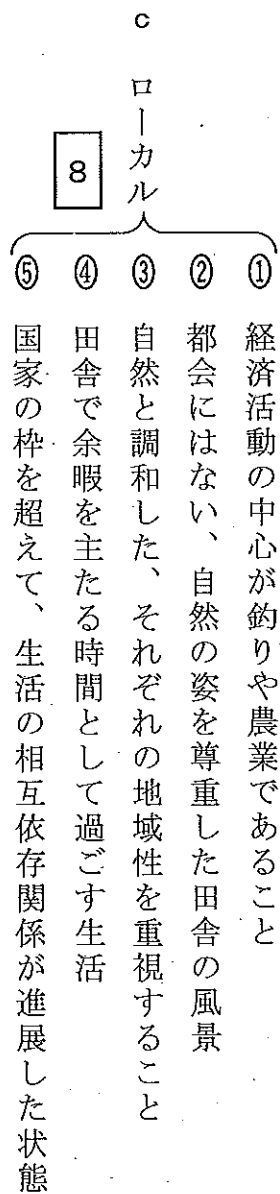 c ローカル
8
① 経済活動の中心が釣りや農業であること
② 都会にはない、自然の姿を尊重した田舎の風景
③ 自然と調和した、それぞれの地域性を重視すること
④ 田舎で余暇を主たる時間として過ごす生活
⑤ 国家の枠を超えて、生活の相互依存関係が進展した状態